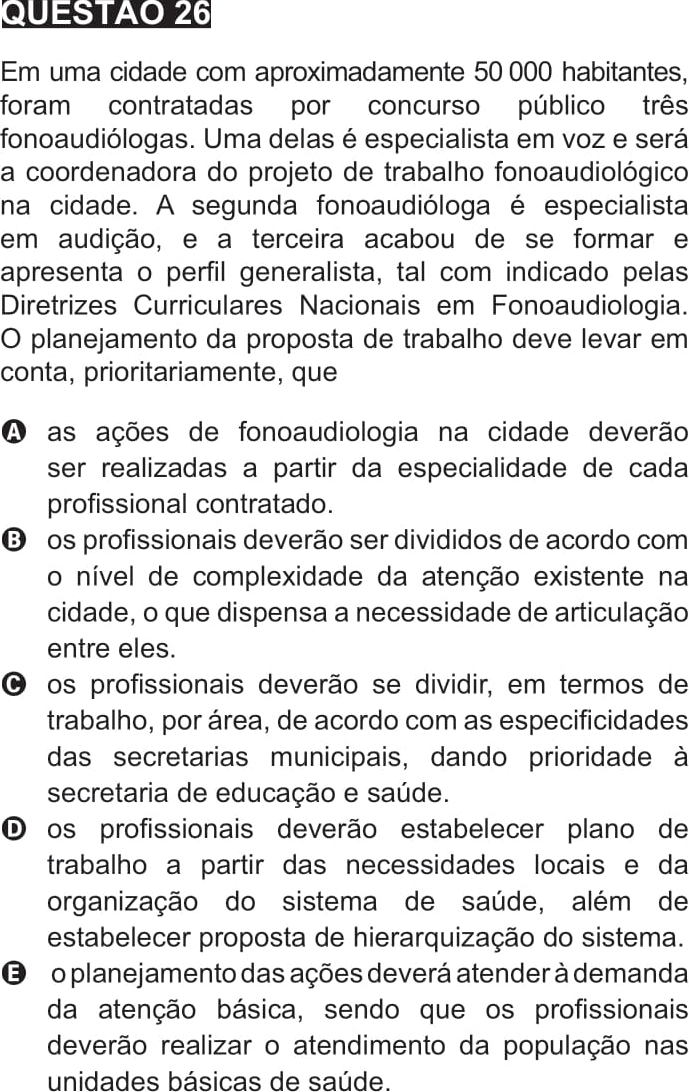 QUESTÃO 26
Em uma cidade com aproximadamente 50 000 habitantes,
foram contratadas por concurso público três
fonoaudiólogas. Uma delas é especialista em voz e será
a coordenadora do projeto de trabalho fonoaudiológico
na cidade. A segunda fonoaudióloga é especialista
em audição, e a terceira acabou de se formar e
apresenta o perfil generalista, tal com indicado pelas
Diretrizes Curriculares Nacionais em Fonoaudiologia.
O planejamento da proposta de trabalho deve levar em
conta, prioritariamente, que
A as ações de fonoaudiologia na cidade deverão
ser realizadas a partir da especialidade de cada
profissional contratado.
B os profissionais deverão ser divididos de acordo com
o nível de complexidade da atenção existente na
cidade, o que dispensa a necessidade de articulação
entre eles.
C os profissionais deverão se dividir, em termos de
trabalho, por área, de acordo com as especificidades
das secretarias municipais, dando prioridade à
secretaria de educação e saúde.
D os profissionais deverão estabelecer plano de
trabalho a partir das necessidades locais e da
organização do sistema de saúde, além de
estabelecer proposta de hierarquização do sistema.
E o planejamento das ações deverá atender à demanda
da atenção básica, sendo que os profissionais
deverão realizar o atendimento da população nas
unidades básicas de saúde.